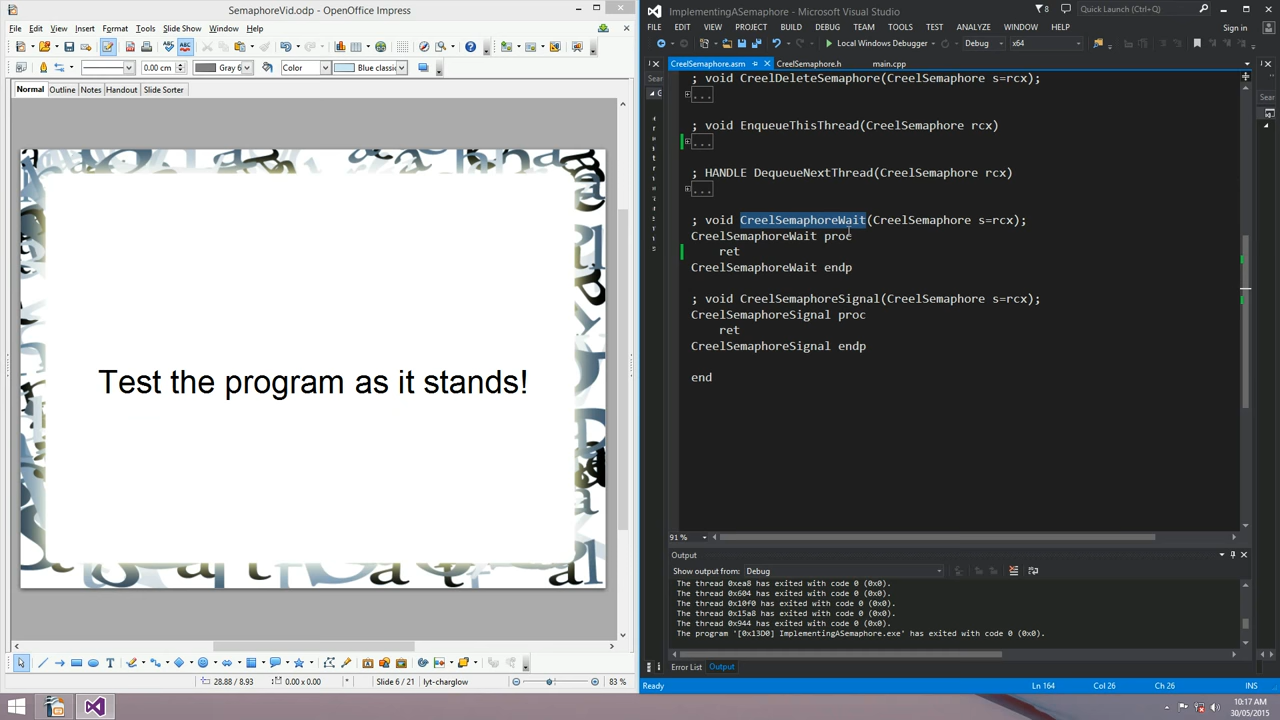 SemaphoreVid.odp - OpenOffice Impress
File Edit View Insert Format Tools Slide Show Window Help
0.00 cm Gray 6 Color Blue classic
Normal Outline Notes Handout Slide Sorter
Test the program as it stands!
28.88 / 8.93 0.00 x 0.00 Slide 6 / 21 lyt-charglow 83 %
ImplementingASemaphore - Microsoft Visual Studio
8 Quick Launch (Ctrl+Q)
FILE EDIT VIEW PROJECT BUILD DEBUG TEAM TOOLS TEST ANALYZE WINDOW HELP Sign in
Local Windows Debugger Debug x64
CreelSemaphore.asm CreelSemaphore.h main.cpp
Sear
Sear
; void CreelDeleteSemaphore(CreelSemaphore s=rcx);
...
; void EnqueueThisThread(CreelSemaphore rcx)
...
; HANDLE DequeueNextThread(CreelSemaphore rcx)
...
; void CreelSemaphoreWait(CreelSemaphore s=rcx);
CreelSemaphoreWait proc
ret
CreelSemaphoreWait endp
; void CreelSemaphoreSignal(CreelSemaphore s=rcx);
CreelSemaphoreSignal proc
ret
CreelSemaphoreSignal endp
end
91 %
Output
Show output from: Debug
The thread 0xea8 has exited with code 0 (0x0).
The thread 0x604 has exited with code 0 (0x0).
The thread 0x10f0 has exited with code 0 (0x0).
The thread 0x15a8 has exited with code 0 (0x0).
The thread 0x944 has exited with code 0 (0x0).
The program '[0x13D0] ImplementingASemaphore.exe' has exited with code 0 (0x0).
Error List Output
Ready Ln 164 Col 26 Ch 26 INS
10:17 AM
30/05/2015